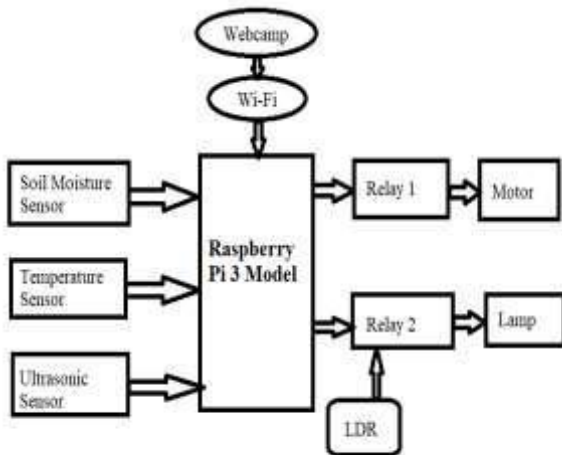 Webcamp
Wi-Fi
Soil Moisture
Sensor
Temperature
Sensor
Ultrasonic
Sensor
Raspberry
Pi 3 Model
Relay 1
Motor
Relay 2
Lamp
LDR